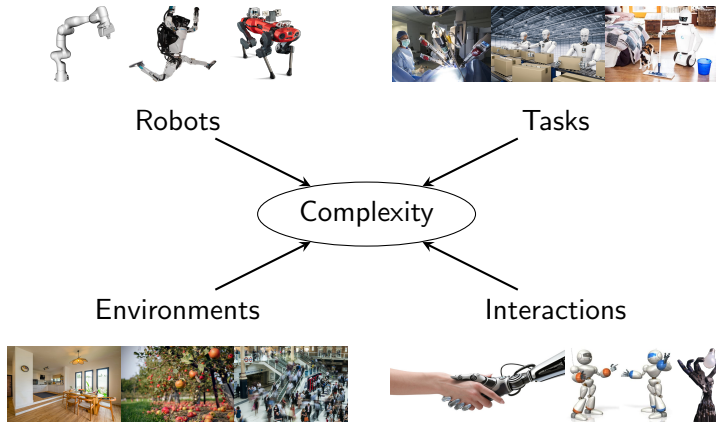 Robots
Tasks
Complexity
Environments
Interactions